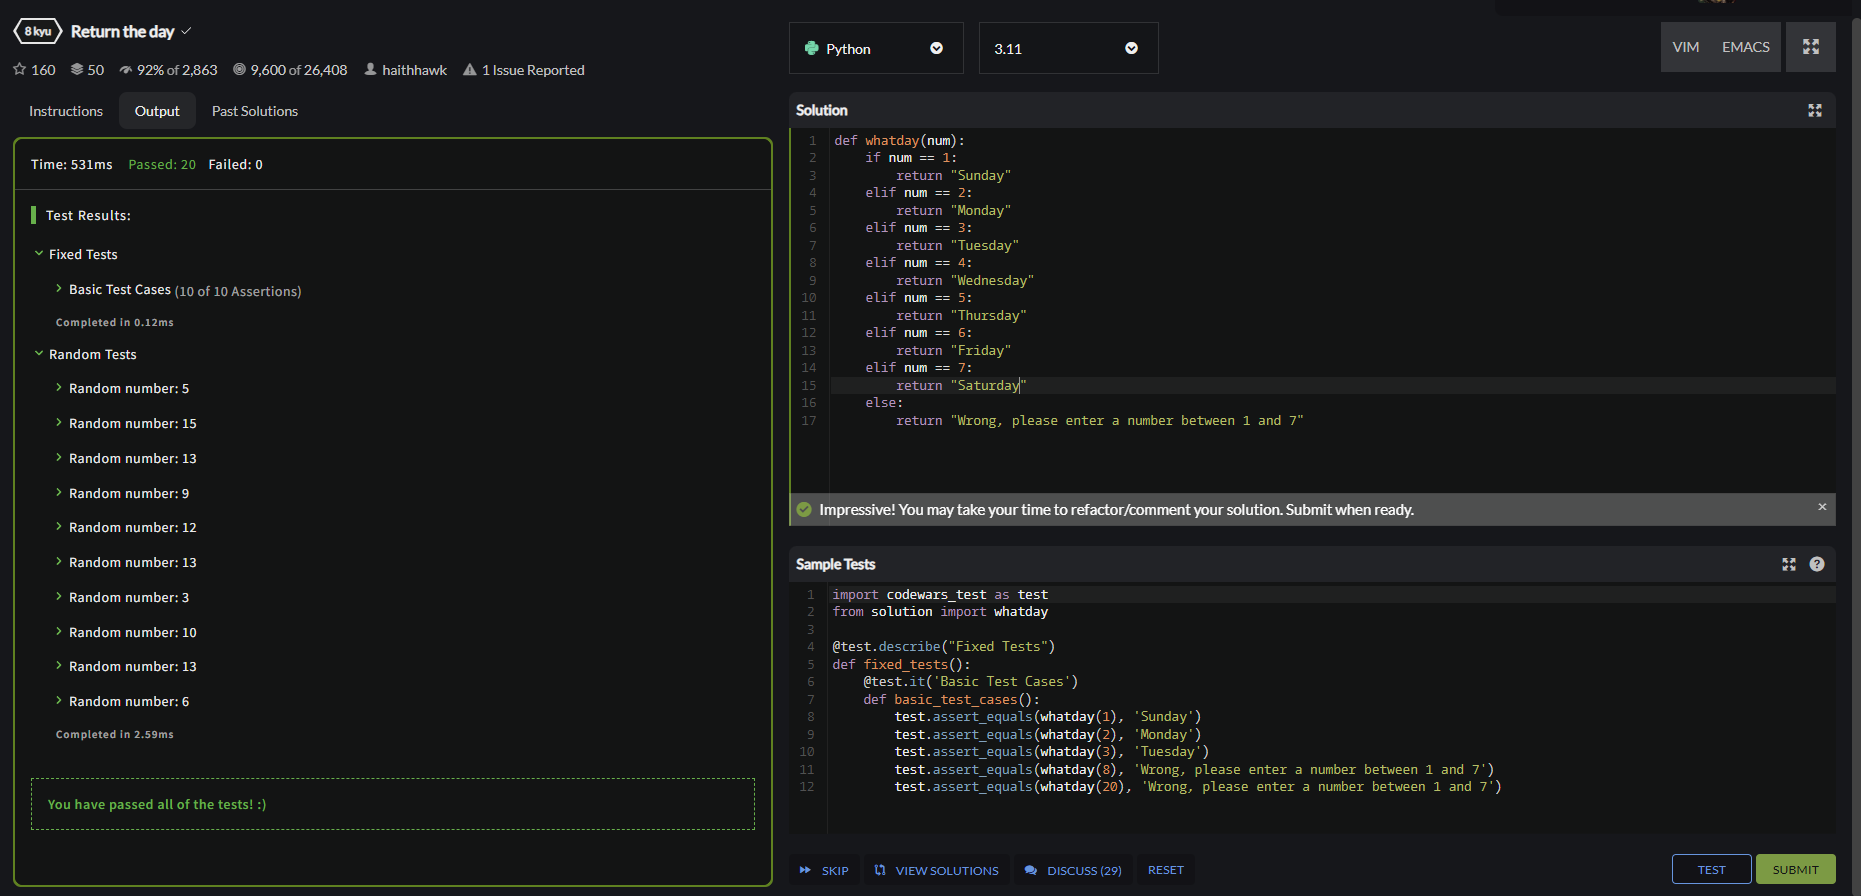 8 kyu Return the day
160 50 92% of 2,863 9,600 of 26,408 haithhawk 1 Issue Reported
Instructions Output Past Solutions
Time: 531ms Passed: 20 Failed: 0
Test Results:
Fixed Tests
Basic Test Cases (10 of 10 Assertions)
Completed in 0.12ms
Random Tests
Random number: 5
Random number: 15
Random number: 13
Random number: 9
Random number: 12
Random number: 13
Random number: 3
Random number: 10
Random number: 13
Random number: 6
Completed in 2.59ms
You have passed all of the tests! :)
Python 3.11 VIM EMACS
Solution
1 def whatday(num):
2     if num == 1:
3         return "Sunday"
4     elif num == 2:
5         return "Monday"
6     elif num == 3:
7         return "Tuesday"
8     elif num == 4:
9         return "Wednesday"
10     elif num == 5:
11         return "Thursday"
12     elif num == 6:
13         return "Friday"
14     elif num == 7:
15         return "Saturday"
16     else:
17         return "Wrong, please enter a number between 1 and 7"
Impressive! You may take your time to refactor/comment your solution. Submit when ready. ×
Sample Tests ?
1 import codewars_test as test
2 from solution import whatday
3
4 @test.describe("Fixed Tests")
5 def fixed_tests():
6     @test.it('Basic Test Cases')
7     def basic_test_cases():
8         test.assert_equals(whatday(1), 'Sunday')
9         test.assert_equals(whatday(2), 'Monday')
10         test.assert_equals(whatday(3), 'Tuesday')
11         test.assert_equals(whatday(8), 'Wrong, please enter a number between 1 and 7')
12         test.assert_equals(whatday(20), 'Wrong, please enter a number between 1 and 7')
SKIP VIEW SOLUTIONS DISCUSS (29) RESET TEST SUBMIT